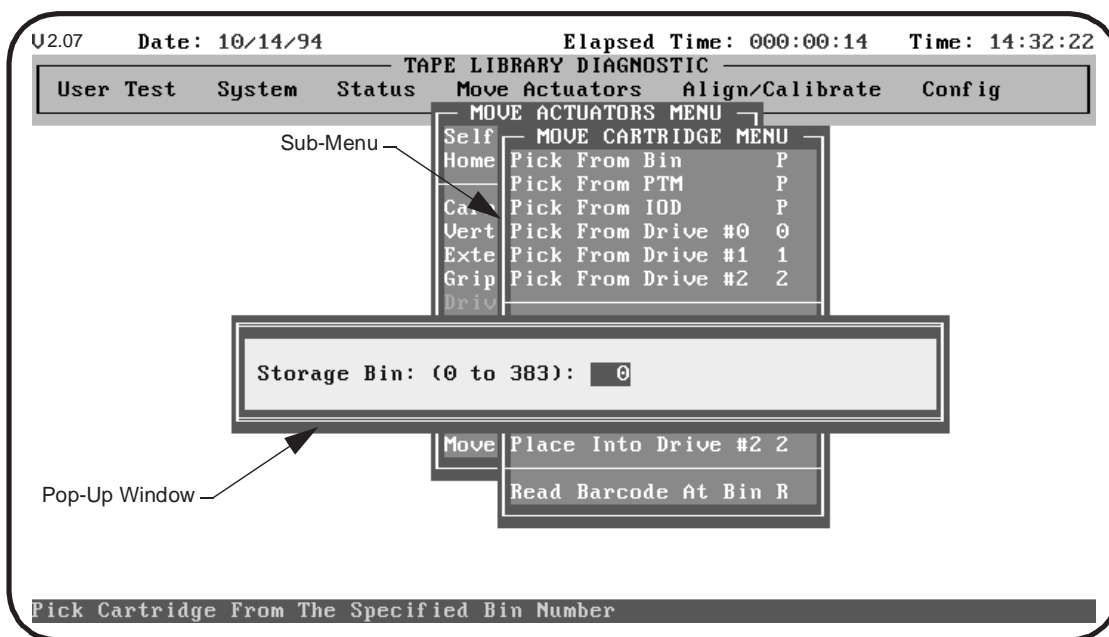 V2.07 Date: 10/14/94 Elapsed Time: 000:00:14 Time: 14:32:22
TAPE LIBRARY DIAGNOSTIC
User Test System Status Move Actuators Align/Calibrate Config
MOVE ACTUATORS MENU
Self MOVE CARTRIDGE MENU
Sub-Menu
Home Pick From Bin P
Pick From PTM P
Pick From IOD P
Vert Pick From Drive #0 0
Exte Pick From Drive #1 1
Grip Pick From Drive #2 2
Driv
Storage Bin: (0 to 383): 0
Move Place Into Drive #2 2
Pop-Up Window
Read Barcode At Bin R
Pick Cartridge From The Specified Bin Number